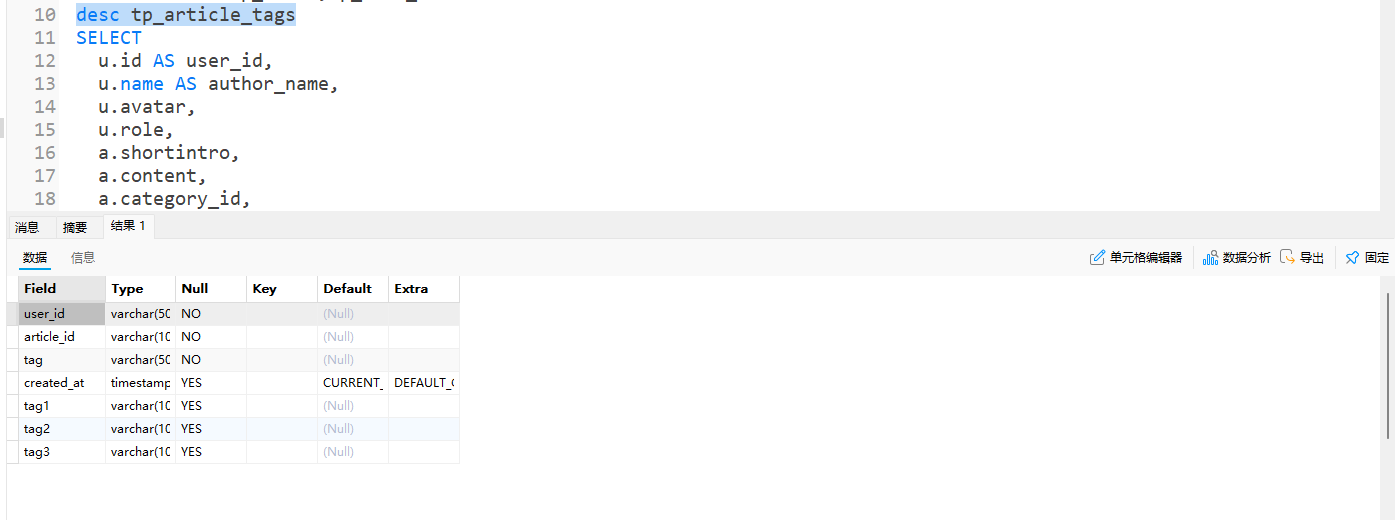 10 desc tp_article_tags
11 SELECT
12 u.id AS user_id,
13 u.name AS author_name,
14 u.avatar,
15 u.role,
16 a.shortintro,
17 a.content,
18 a.category_id,
消息 摘要 结果 1
数据 信息 单元格编辑器 数据分析 导出 固定
Field Type Null Key Default Extra
user_id varchar(50 NO (Null)
article_id varchar(10 NO (Null)
tag varchar(50 NO (Null)
created_at timestamp YES CURRENT_ DEFAULT_G
tag1 varchar(10 YES (Null)
tag2 varchar(10 YES (Null)
tag3 varchar(10 YES (Null)